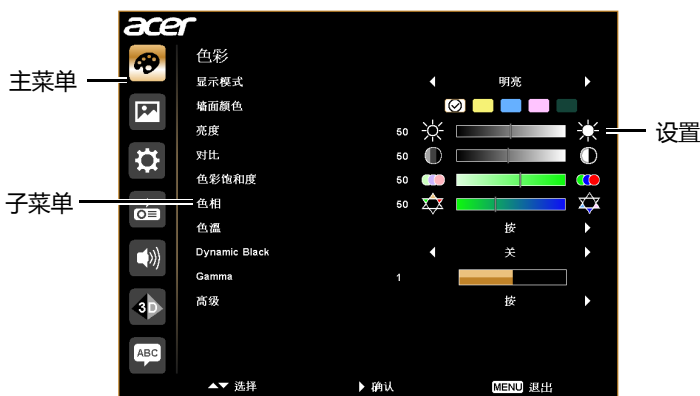 acer
色彩
主菜单
显示模式 明亮
墙面颜色
亮度 50
设置
对比 50
色彩饱和度 50
子菜单
色相 50
色温 按
Dynamic Black 关
Gamma 1
3D
高级 按
ABC
选择 确认 MENU 退出